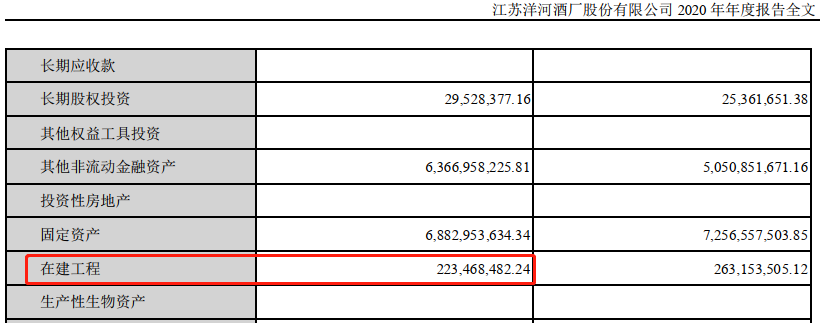 江苏洋河酒厂股份有限公司 2020 年年度报告全文
长期应收款
长期股权投资 29,528,377.16 25,361,651.38
其他权益工具投资
其他非流动金融资产 6,366,958,225.81 5,050,851,671.16
投资性房地产
固定资产 6,882,953,634.34 7,256,557,503.85
在建工程 223,468,482.24 263,153,505.12
生产性生物资产